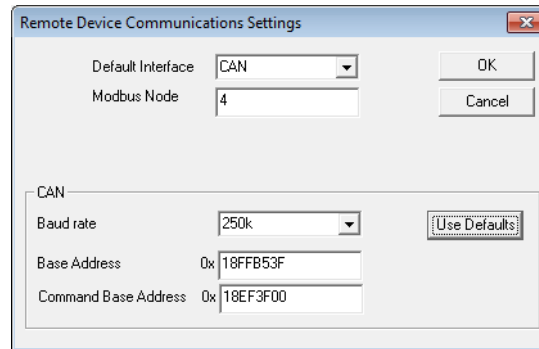 Remote Device Communications Settings
Default Interface CAN OK
Modbus Node 4 Cancel
CAN
Baud rate 250k Use Defaults
Base Address 0x 18FFB53F
Command Base Address 0x 18EF3F00